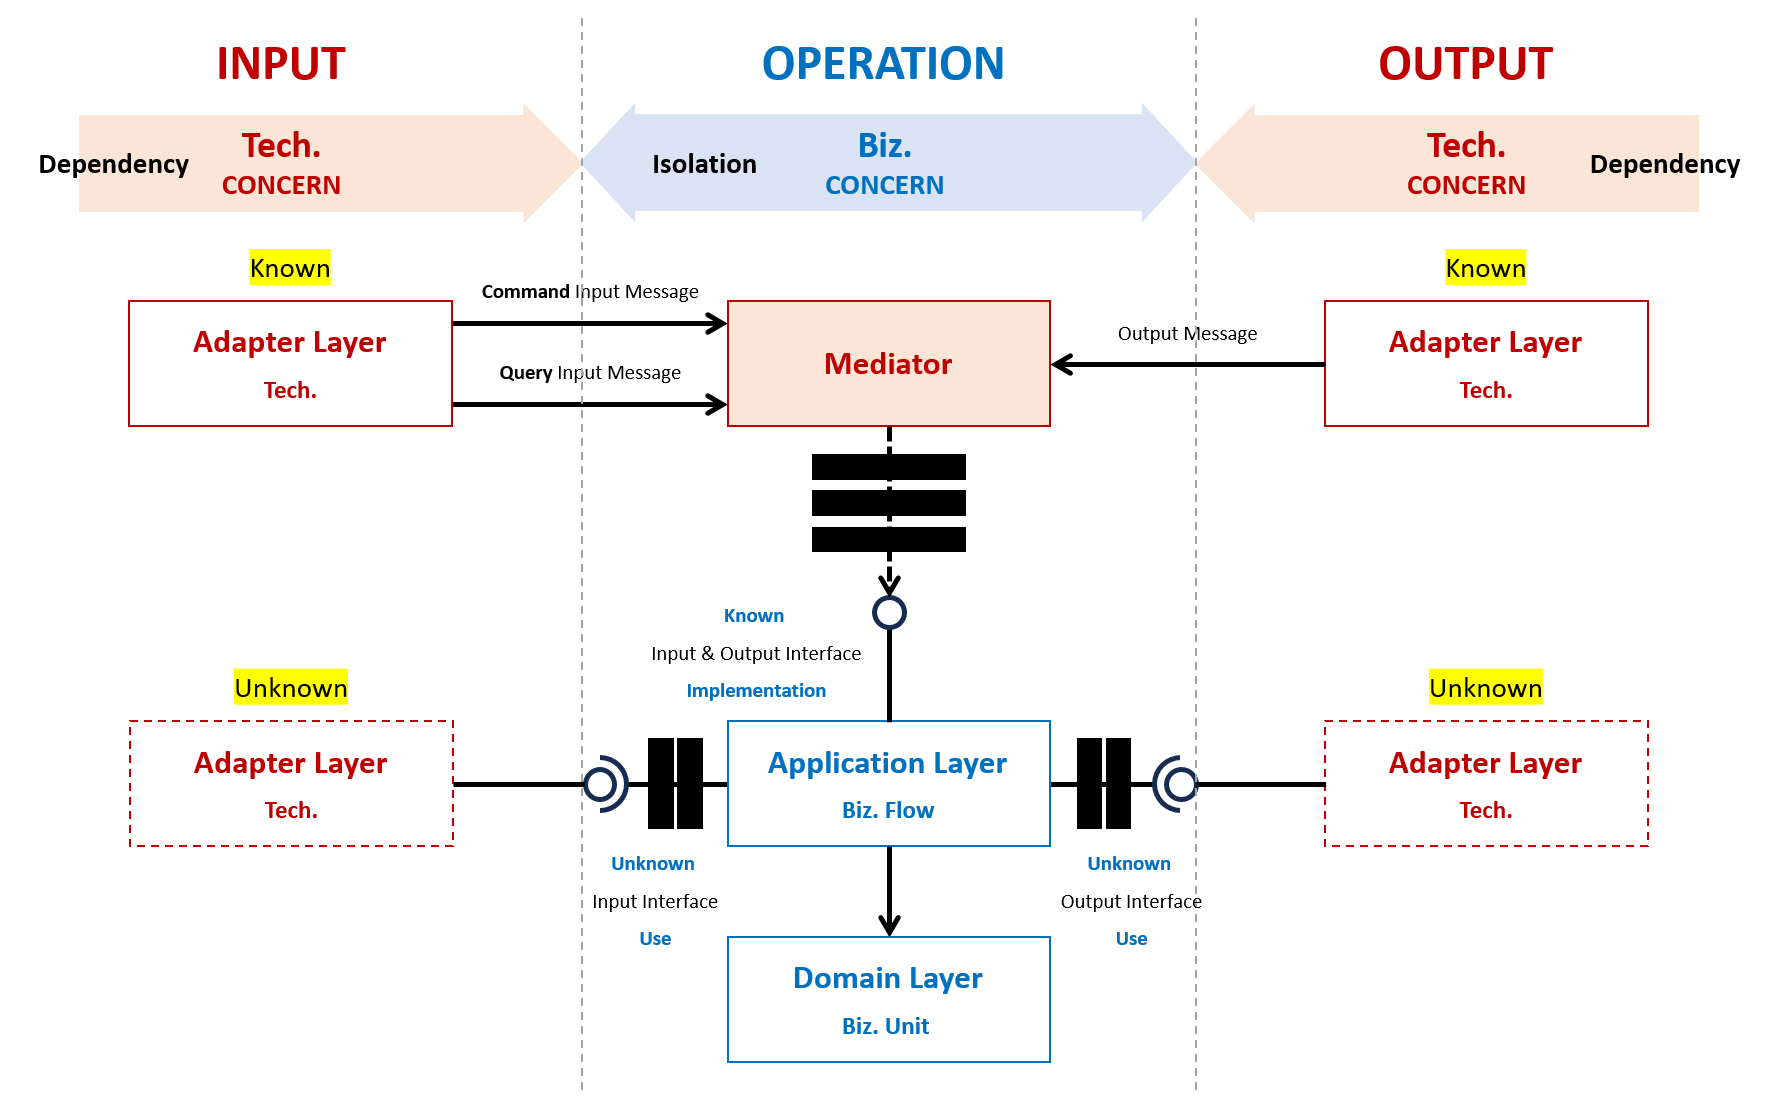 INPUT
OPERATION
OUTPUT
Dependency
Tech.
CONCERN
Isolation
Biz.
CONCERN
Tech.
CONCERN
Dependency
Known
Adapter Layer
Tech.
Command Input Message
Query Input Message
Mediator
Output Message
Known
Adapter Layer
Tech.
Known
Input & Output Interface
Implementation
Unknown
Adapter Layer
Tech.
Application Layer
Biz. Flow
Unknown
Adapter Layer
Tech.
Unknown
Input Interface
Use
Unknown
Output Interface
Use
Domain Layer
Biz. Unit